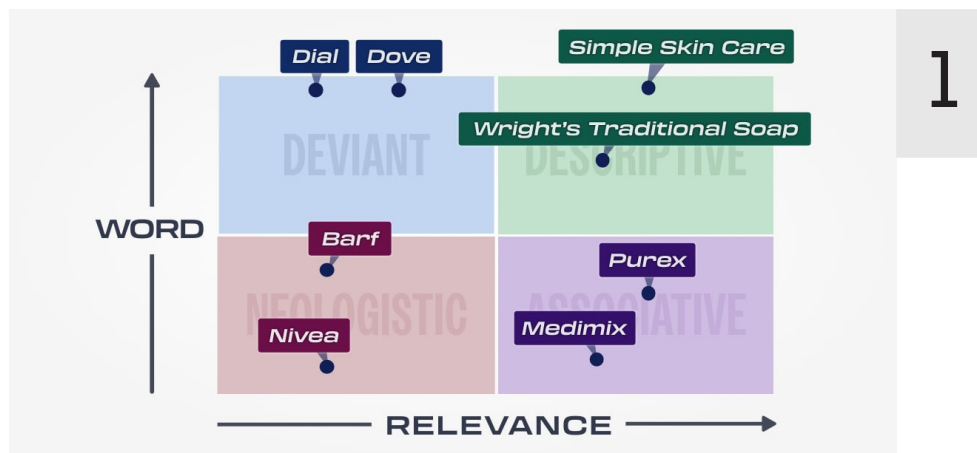 Simple Skin Care
Dial Dove
1
Wright's Traditional Soap
DEVIANT DESCRIPTIVE
WORD
Barf
Purex
NEOLOGISTIC ASSOCIATIVE
Nivea Medimix
RELEVANCE